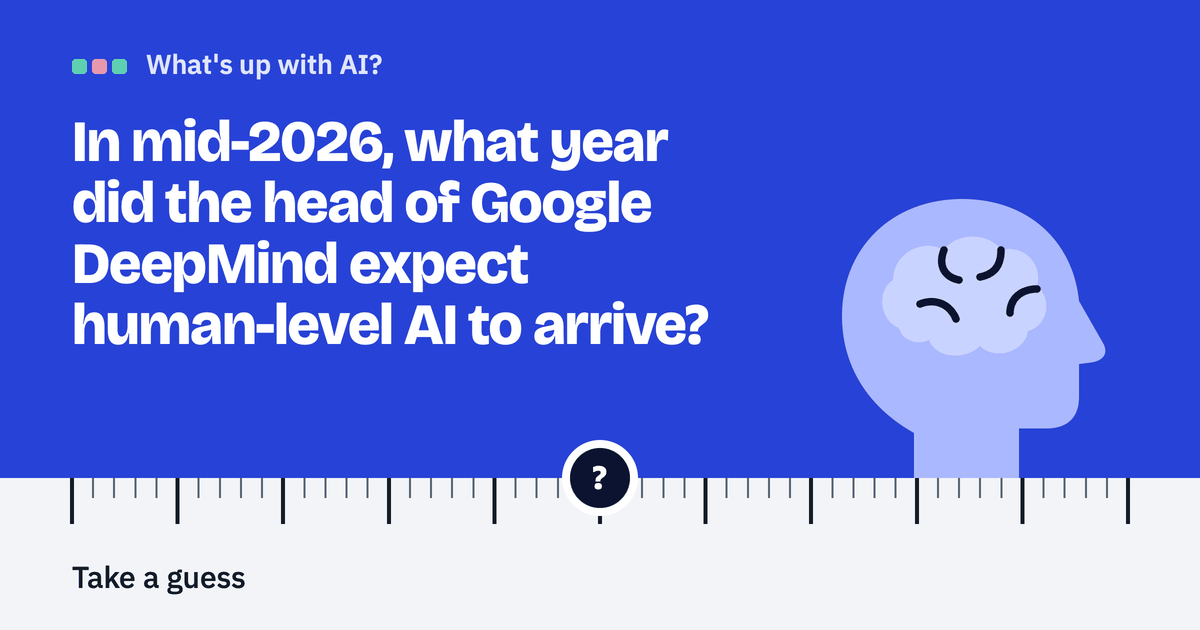 What's up with AI?
In mid-2026, what year
did the head of Google
DeepMind expect
human-level AI to arrive?
?
Take a guess